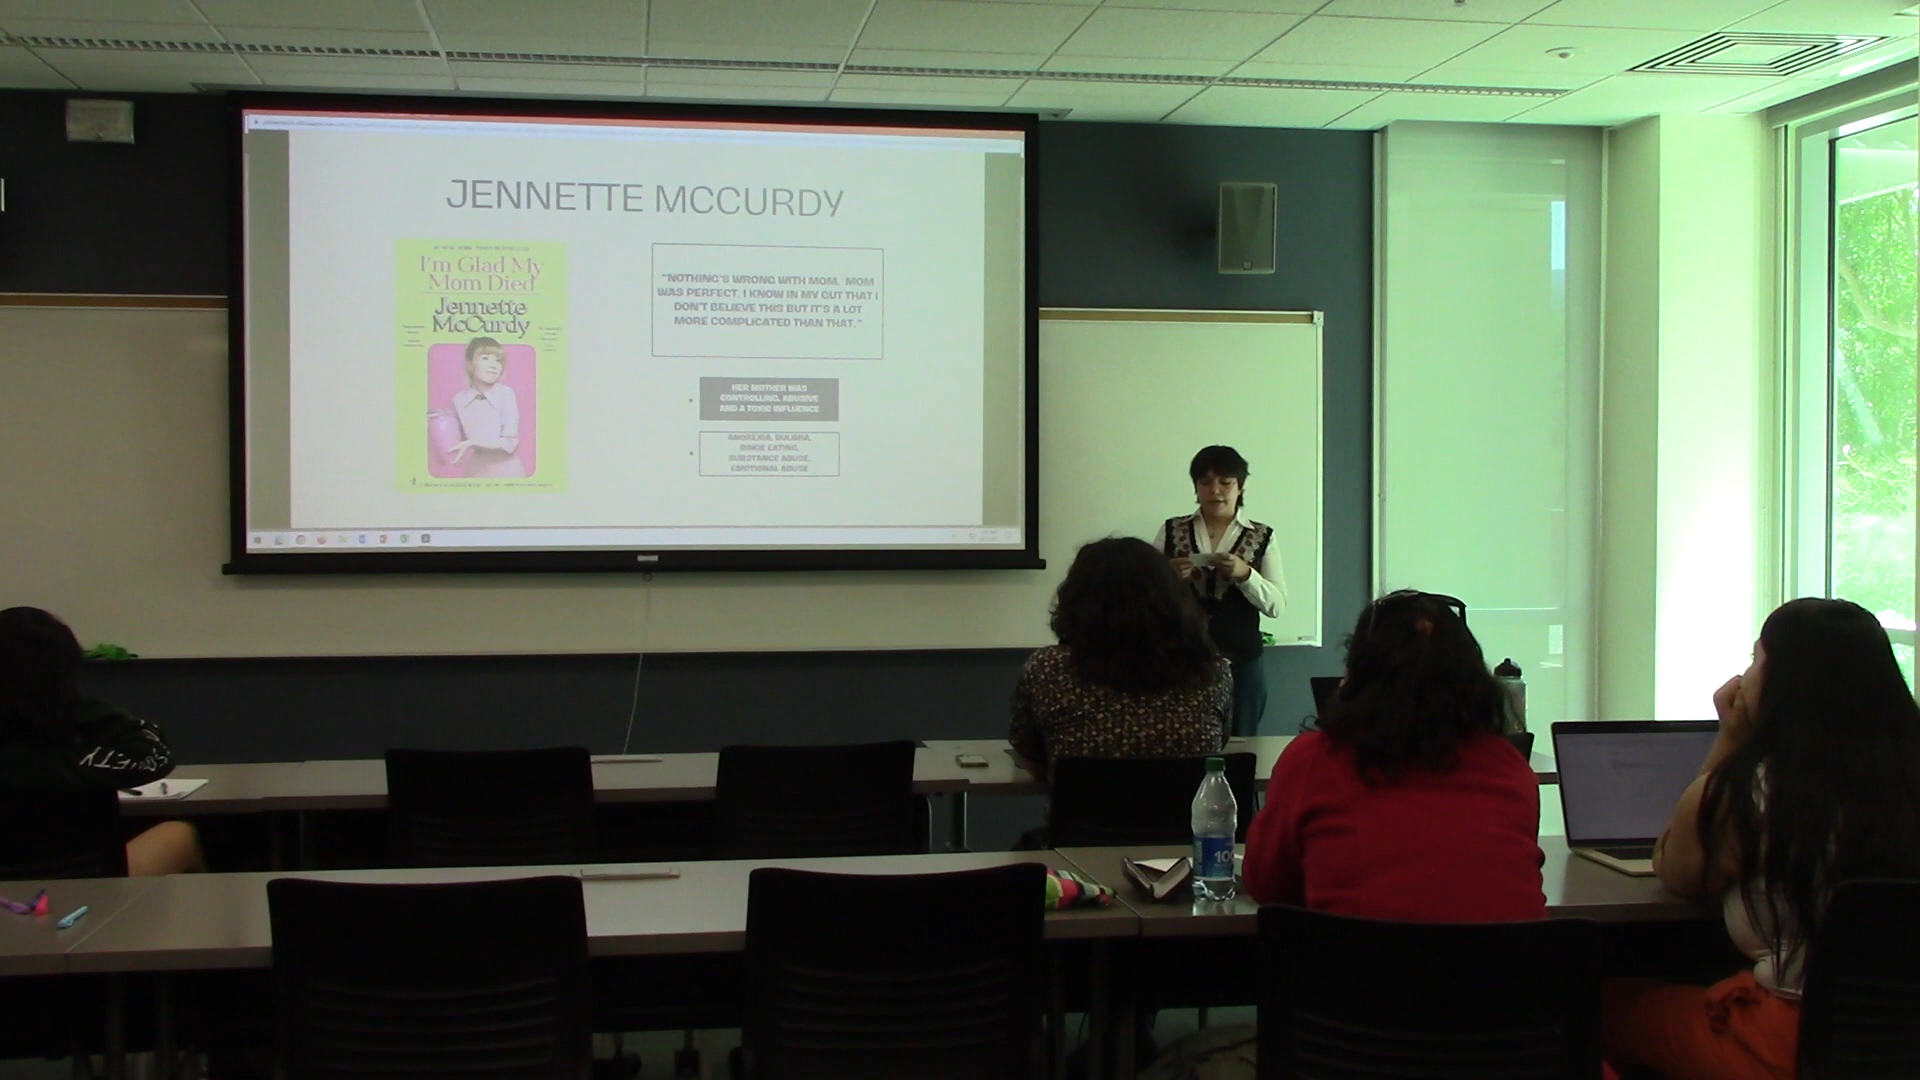 JENNETTE MCCURDY
I'm Glad My
Mom Died
Jennette
McCurdy
"NOTHING'S WRONG WITH MOM. MOM
WAS PERFECT. I KNOW IN MY GUT THAT I
DON'T BELIEVE THIS BUT IT'S A LOT
MORE COMPLICATED THAN THAT."
HER MOTHER WAS
CONTROLLING, ABUSIVE
AND A TOXIC INFLUENCE
ANOREXIA, BULIMIA,
BINGE EATING,
SUBSTANCE ABUSE,
EMOTIONAL ABUSE
100